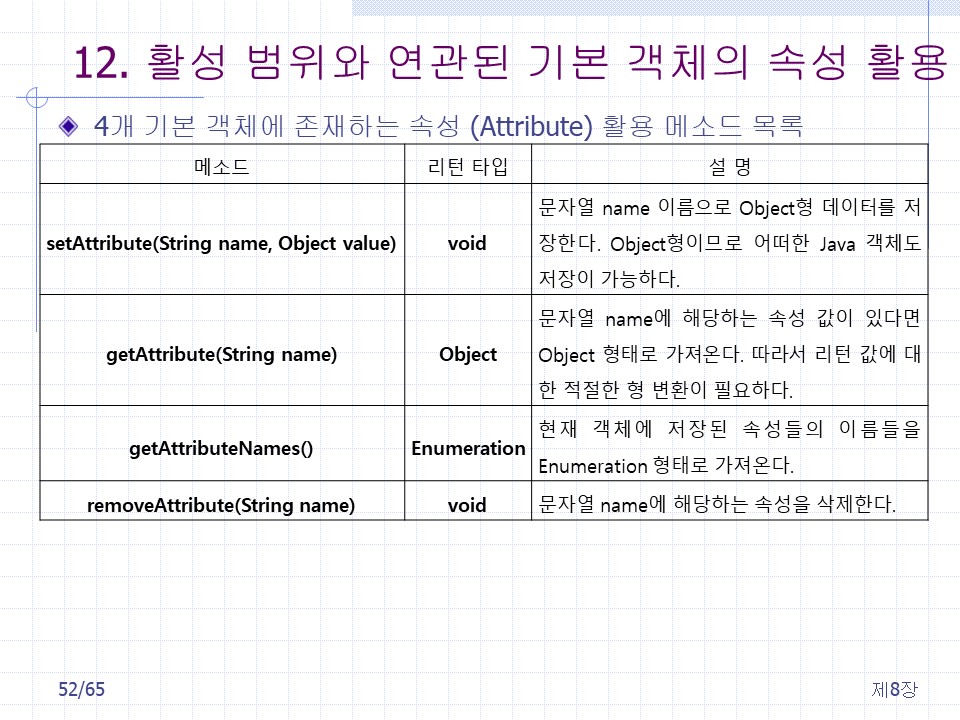 12. 활성 범위와 연관된 기본 객체의 속성 활용
4개 기본 객체에 존재하는 속성 (Attribute) 활용 메소드 목록
메소드 리턴 타입 설 명
setAttribute(String name, Object value) void
문자열 name 이름으로 Object형 데이터를 저
장한다. Object형이므로 어떠한 Java 객체도
저장이 가능하다.
getAttribute(String name) Object
문자열 name에 해당하는 속성 값이 있다면
Object 형태로 가져온다. 따라서 리턴 값에 대
한 적절한 형 변환이 필요하다.
getAttributeNames() Enumeration
현재 객체에 저장된 속성들의 이름들을
Enumeration 형태로 가져온다.
removeAttribute(String name) void 문자열 name에 해당하는 속성을 삭제한다.
52/65 제8장